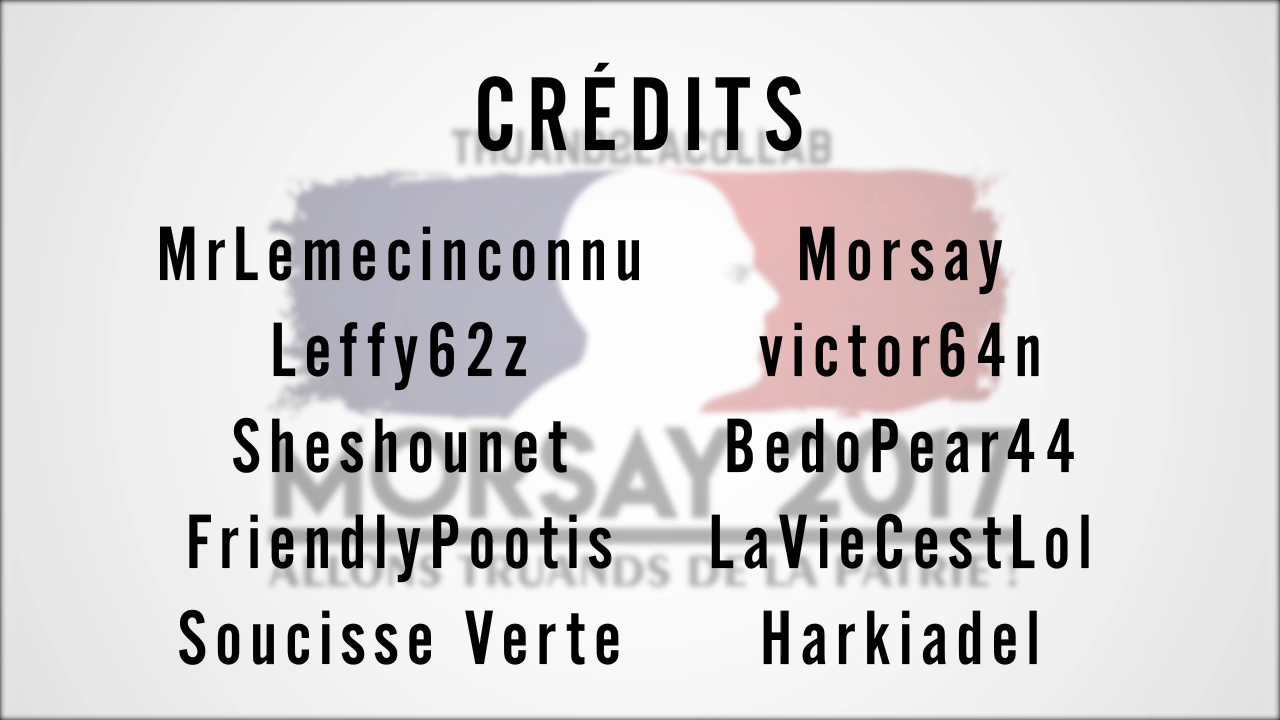 CRÉDITS
TRUANDSLACOLLAB
MrLemecinconnu
Morsay
Leffy62z
victor64n
Sheshounet
BedoPear44
MORSAY 2017
FriendlyPootis
LaVieCestLol
ALLONS TRUANDS DE LA PATRIE !
Soucisse Verte
Harkiadel